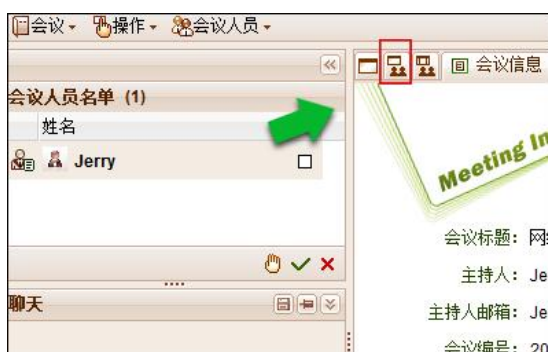 会议 操作 会议人员
会议信息
会议人员名单 (1)
姓名
Jerry
Meeting In
会议标题：
主持人： Je
主持人邮箱： Je
聊天
会议编号： 20